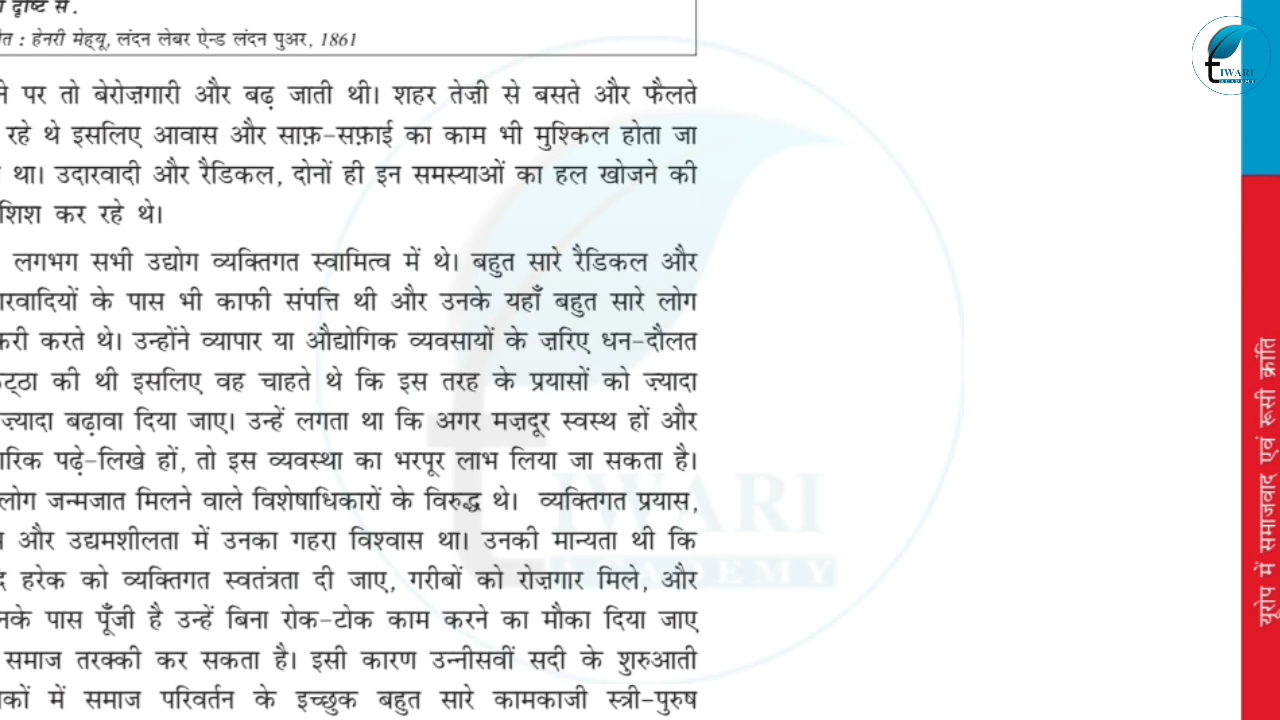 दृष्टि से.
: हेनरी मेह्यू, लंदन लेबर ऐन्ड लंदन पुअर, 1861
पर तो बेरोज़गारी और बढ़ जाती थी। शहर तेज़ी से बसते और फैलते
रहे थे इसलिए आवास और साफ़-सफ़ाई का काम भी मुश्किल होता जा
था। उदारवादी और रैडिकल, दोनों ही इन समस्याओं का हल खोजने की
शिश कर रहे थे।
लगभग सभी उद्योग व्यक्तिगत स्वामित्व में थे। बहुत सारे रैडिकल और
रवादियों के पास भी काफी संपत्ति थी और उनके यहाँ बहुत सारे लोग
करी करते थे। उन्होंने व्यापार या औद्योगिक व्यवसायों के ज़रिए धन-दौलत
ट्ठा की थी इसलिए वह चाहते थे कि इस तरह के प्रयासों को ज़्यादा
ज़्यादा बढ़ावा दिया जाए। उन्हें लगता था कि अगर मज़दूर स्वस्थ हों और
रिक पढ़े-लिखे हों, तो इस व्यवस्था का भरपूर लाभ लिया जा सकता है।
लोग जन्मजात मिलने वाले विशेषाधिकारों के विरुद्ध थे। व्यक्तिगत प्रयास,
और उद्यमशीलता में उनका गहरा विश्वास था। उनकी मान्यता थी कि
हरेक को व्यक्तिगत स्वतंत्रता दी जाए, गरीबों को रोज़गार मिले, और
नके पास पूँजी है उन्हें बिना रोक-टोक काम करने का मौका दिया जाए
समाज तरक्की कर सकता है। इसी कारण उन्नीसवीं सदी के शुरुआती
कों में समाज परिवर्तन के इच्छुक बहुत सारे कामकाजी स्त्री-पुरुष
TIWARI
ACADEMY
यूरोप में समाजवाद एवं रूसी क्रांति
IWARI
ACADEMY